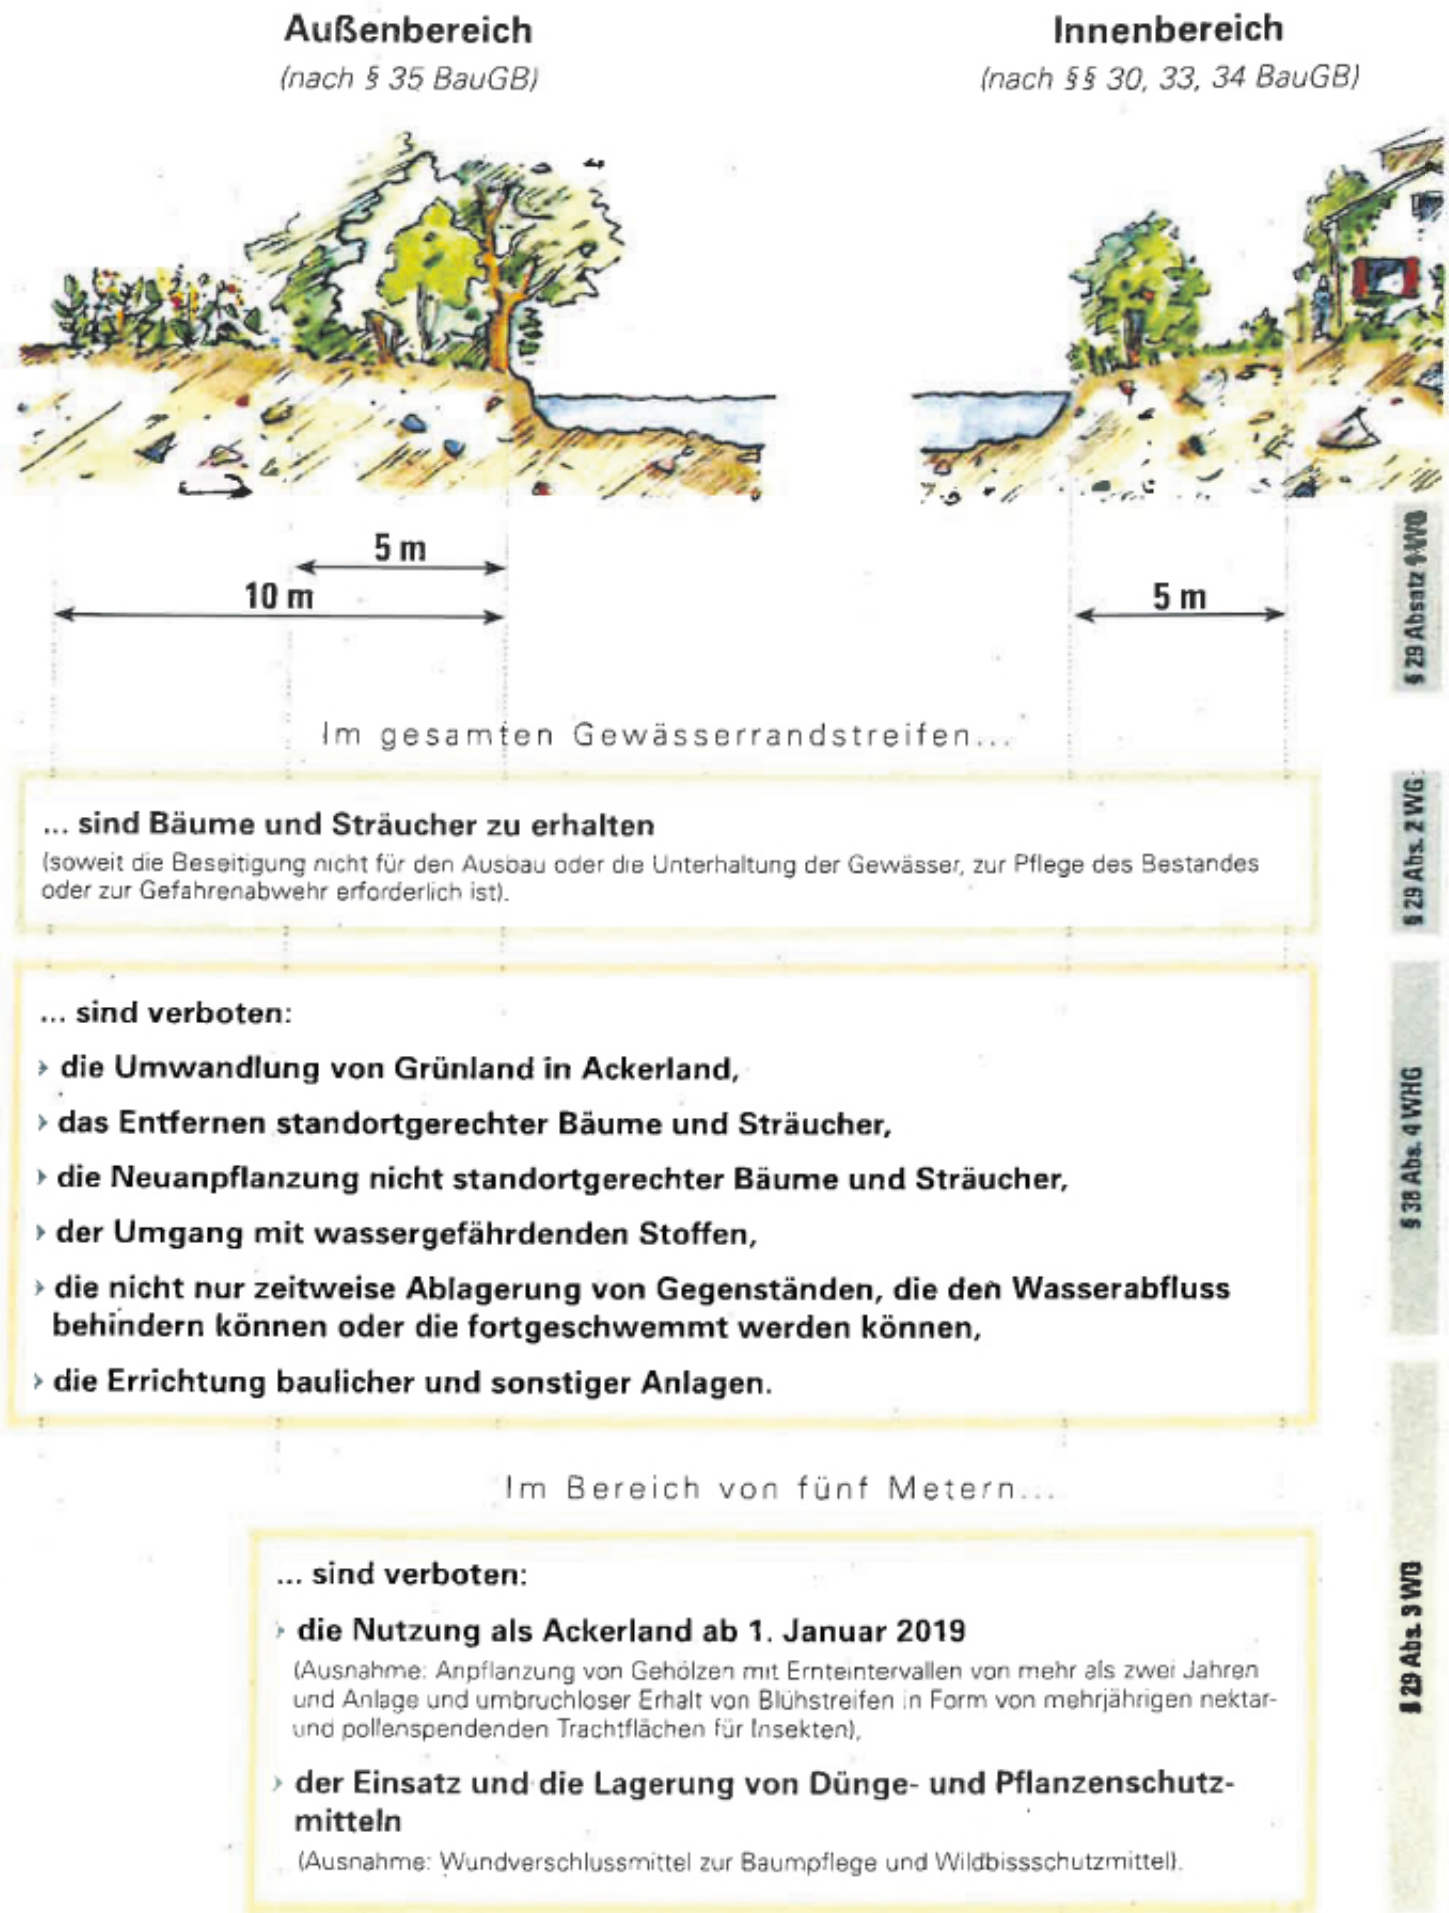 Außenbereich
(nach § 35 BauGB)
Innenbereich
(nach §§ 30, 33, 34 BauGB)
5 m
10 m
5 m
§ 29 Absatz 1 WG
Im gesamten Gewässerrandstreifen...
... sind Bäume und Sträucher zu erhalten
(soweit die Beseitigung nicht für den Ausbau oder die Unterhaltung der Gewässer, zur Pflege des Bestandes
oder zur Gefahrenabwehr erforderlich ist).
§ 29 Abs. 2 WG
... sind verboten:
› die Umwandlung von Grünland in Ackerland,
› das Entfernen standortgerechter Bäume und Sträucher,
› die Neuanpflanzung nicht standortgerechter Bäume und Sträucher,
› der Umgang mit wassergefährdenden Stoffen,
› die nicht nur zeitweise Ablagerung von Gegenständen, die den Wasserabfluss
behindern können oder die fortgeschwemmt werden können,
› die Errichtung baulicher und sonstiger Anlagen.
§ 38 Abs. 4 WHG
Im Bereich von fünf Metern...
... sind verboten:
› die Nutzung als Ackerland ab 1. Januar 2019
(Ausnahme: Anpflanzung von Gehölzen mit Ernteintervallen von mehr als zwei Jahren
und Anlage und umbruchloser Erhalt von Blühstreifen in Form von mehrjährigen nektar-
und pollenspendenden Trachtflächen für Insekten),
› der Einsatz und die Lagerung von Dünge- und Pflanzenschutz-
mitteln
(Ausnahme: Wundverschlussmittel zur Baumpflege und Wildbissschutzmittel).
§ 29 Abs. 3 WG